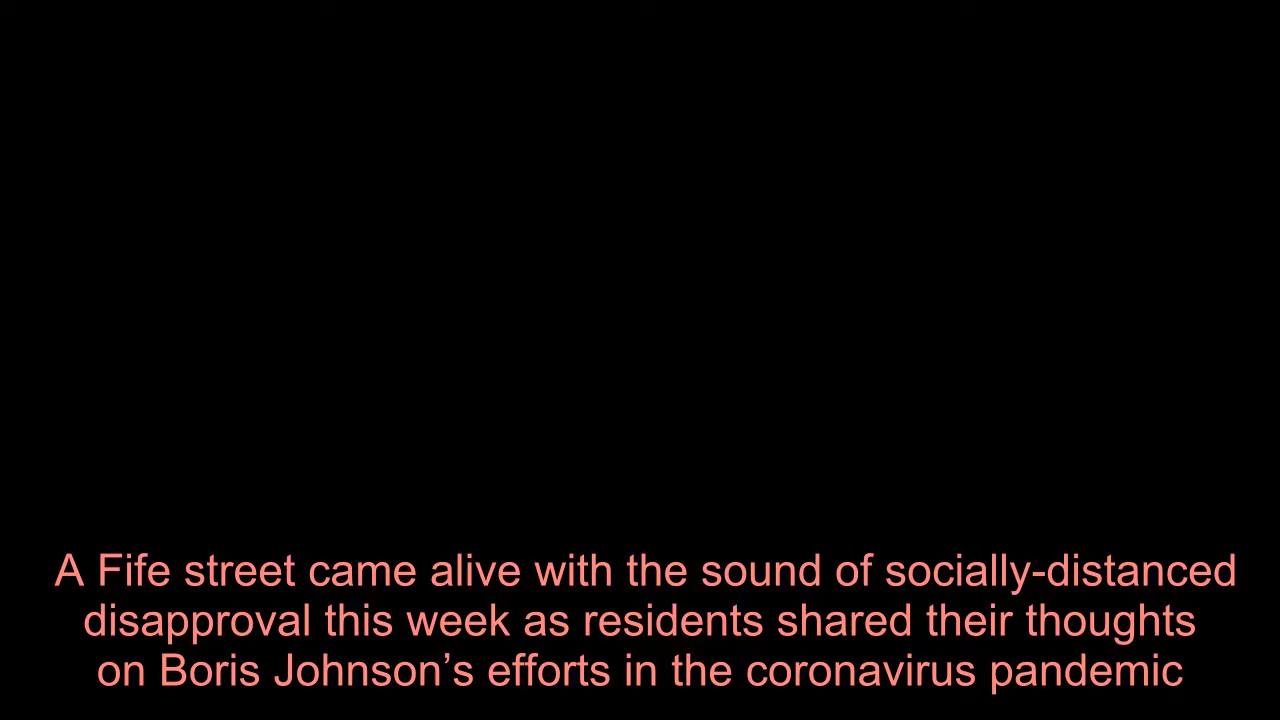 A Fife street came alive with the sound of socially-distanced
disapproval this week as residents shared their thoughts
on Boris Johnson’s efforts in the coronavirus pandemic